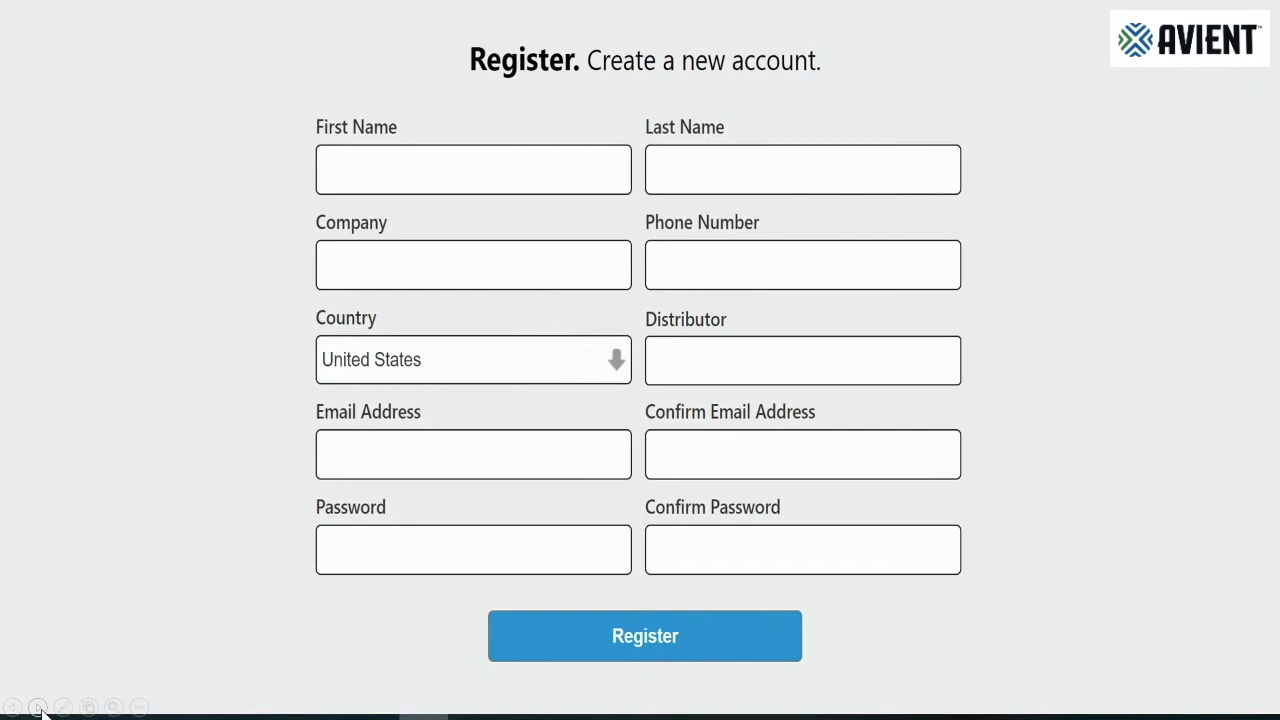 AVIENT™
Register. Create a new account.
First Name Last Name
Company Phone Number
Country Distributor
United States
Email Address Confirm Email Address
Password Confirm Password
Register